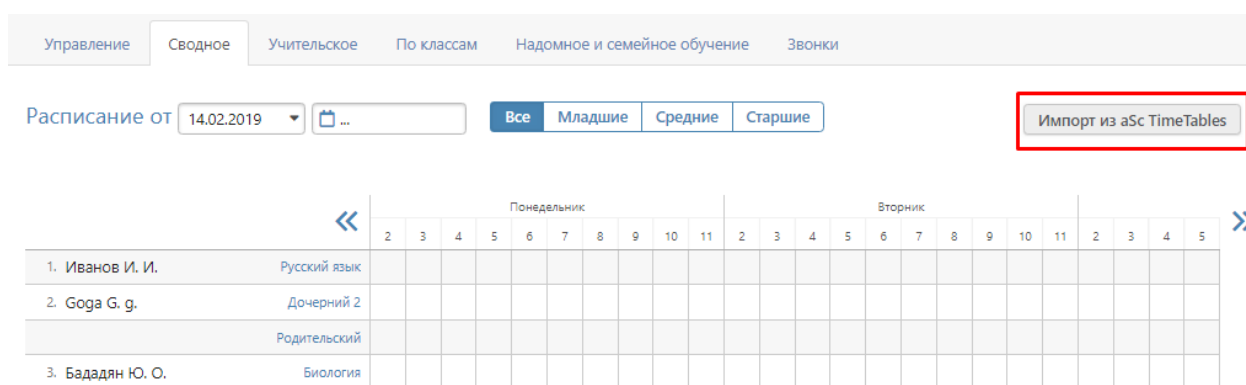 Управление Сводное Учительское По классам Надомное и семейное обучение Звонки
Расписание от 14.02.2019 ... Все Младшие Средние Старшие Импорт из aSc TimeTables
Понедельник Вторник
2 3 4 5 6 7 8 9 10 11 2 3 4 5 6 7 8 9 10 11 2 3 4 5
1. Иванов И. И. Русский язык
2. Goga G. g. Дочерний 2
Родительский
3. Бададян Ю. О. Биология